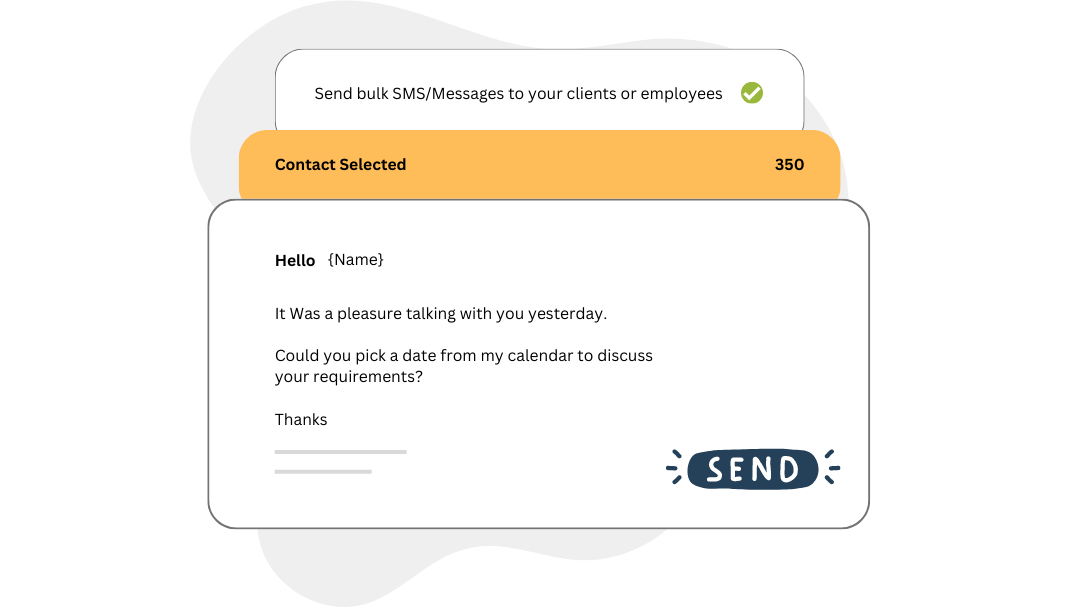 Send bulk SMS/Messages to your clients or employees
Contact Selected 350
Hello {Name}
It Was a pleasure talking with you yesterday.
Could you pick a date from my calendar to discuss
your requirements?
Thanks
SEND